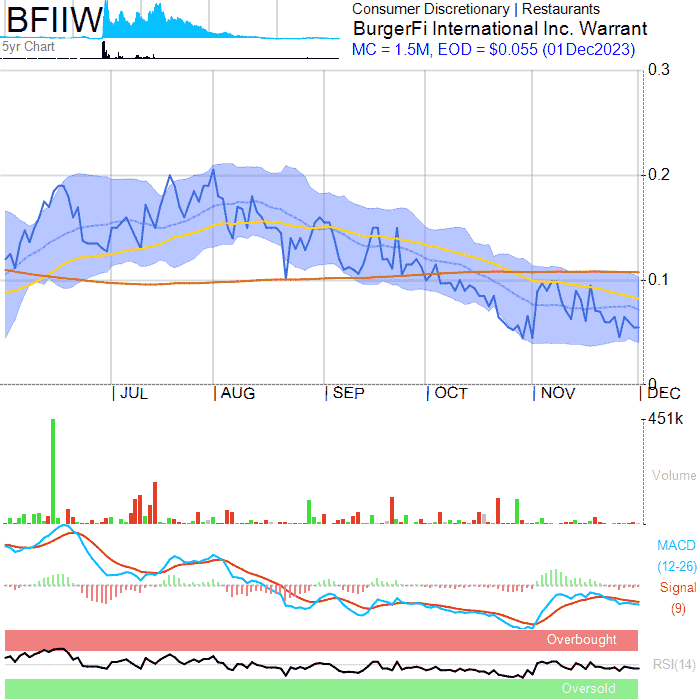 BFIIW
5yr Chart
Consumer Discretionary | Restaurants
BurgerFi International Inc. Warrant
MC = 1.5M, EOD = $0.055 (01Dec2023)
0.3
0.2
0.1
0
| JUL | AUG | SEP | OCT | NOV | DEC
451k
Volume
MACD
(12-26)
Signal
(9)
Overbought
RSI(14)
Oversold